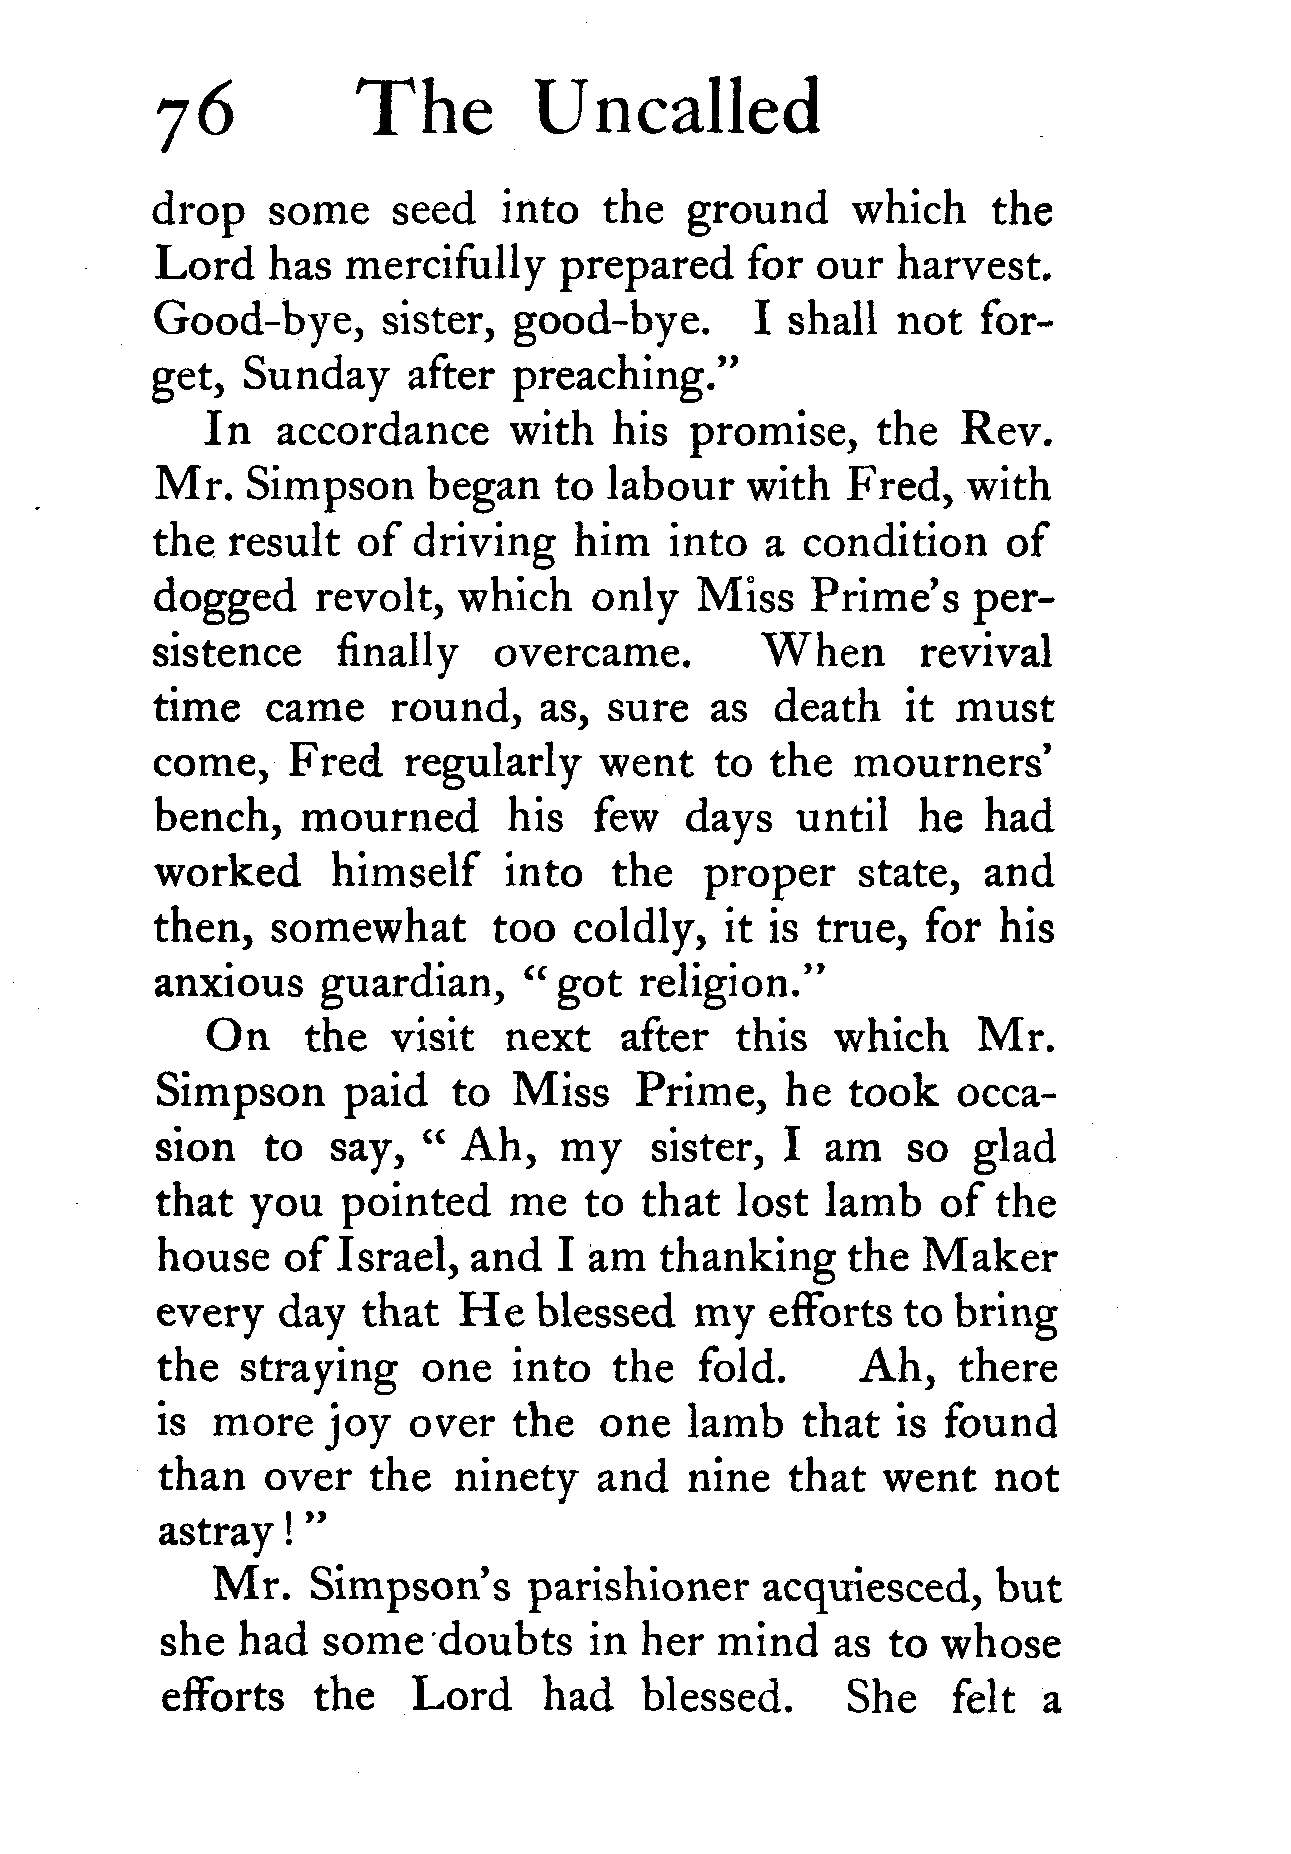 76 The Uncalled
drop some seed into the ground which the
Lord has mercifully prepared for our harvest.
Good-bye, sister, good-bye. I shall not for-
get, Sunday after preaching."
In accordance with his promise, the Rev.
Mr. Simpson began to labour with Fred, with
the result of driving him into a condition of
dogged revolt, which only Miss Prime's per-
sistence finally overcame. When revival
time came round, as, sure as death it must
come, Fred regularly went to the mourners'
bench, mourned his few days until he had
worked himself into the proper state, and
then, somewhat too coldly, it is true, for his
anxious guardian, "got religion."
On the visit next after this which Mr.
Simpson paid to Miss Prime, he took occa-
sion to say, "Ah, my sister, I am so glad
that you pointed me to that lost lamb of the
house of Israel, and I am thanking the Maker
every day that He blessed my efforts to bring
the straying one into the fold. Ah, there
is more joy over the one lamb that is found
than over the ninety and nine that went not
astray!"
Mr. Simpson's parishioner acquiesced, but
she had some doubts in her mind as to whose
efforts the Lord had blessed. She felt a